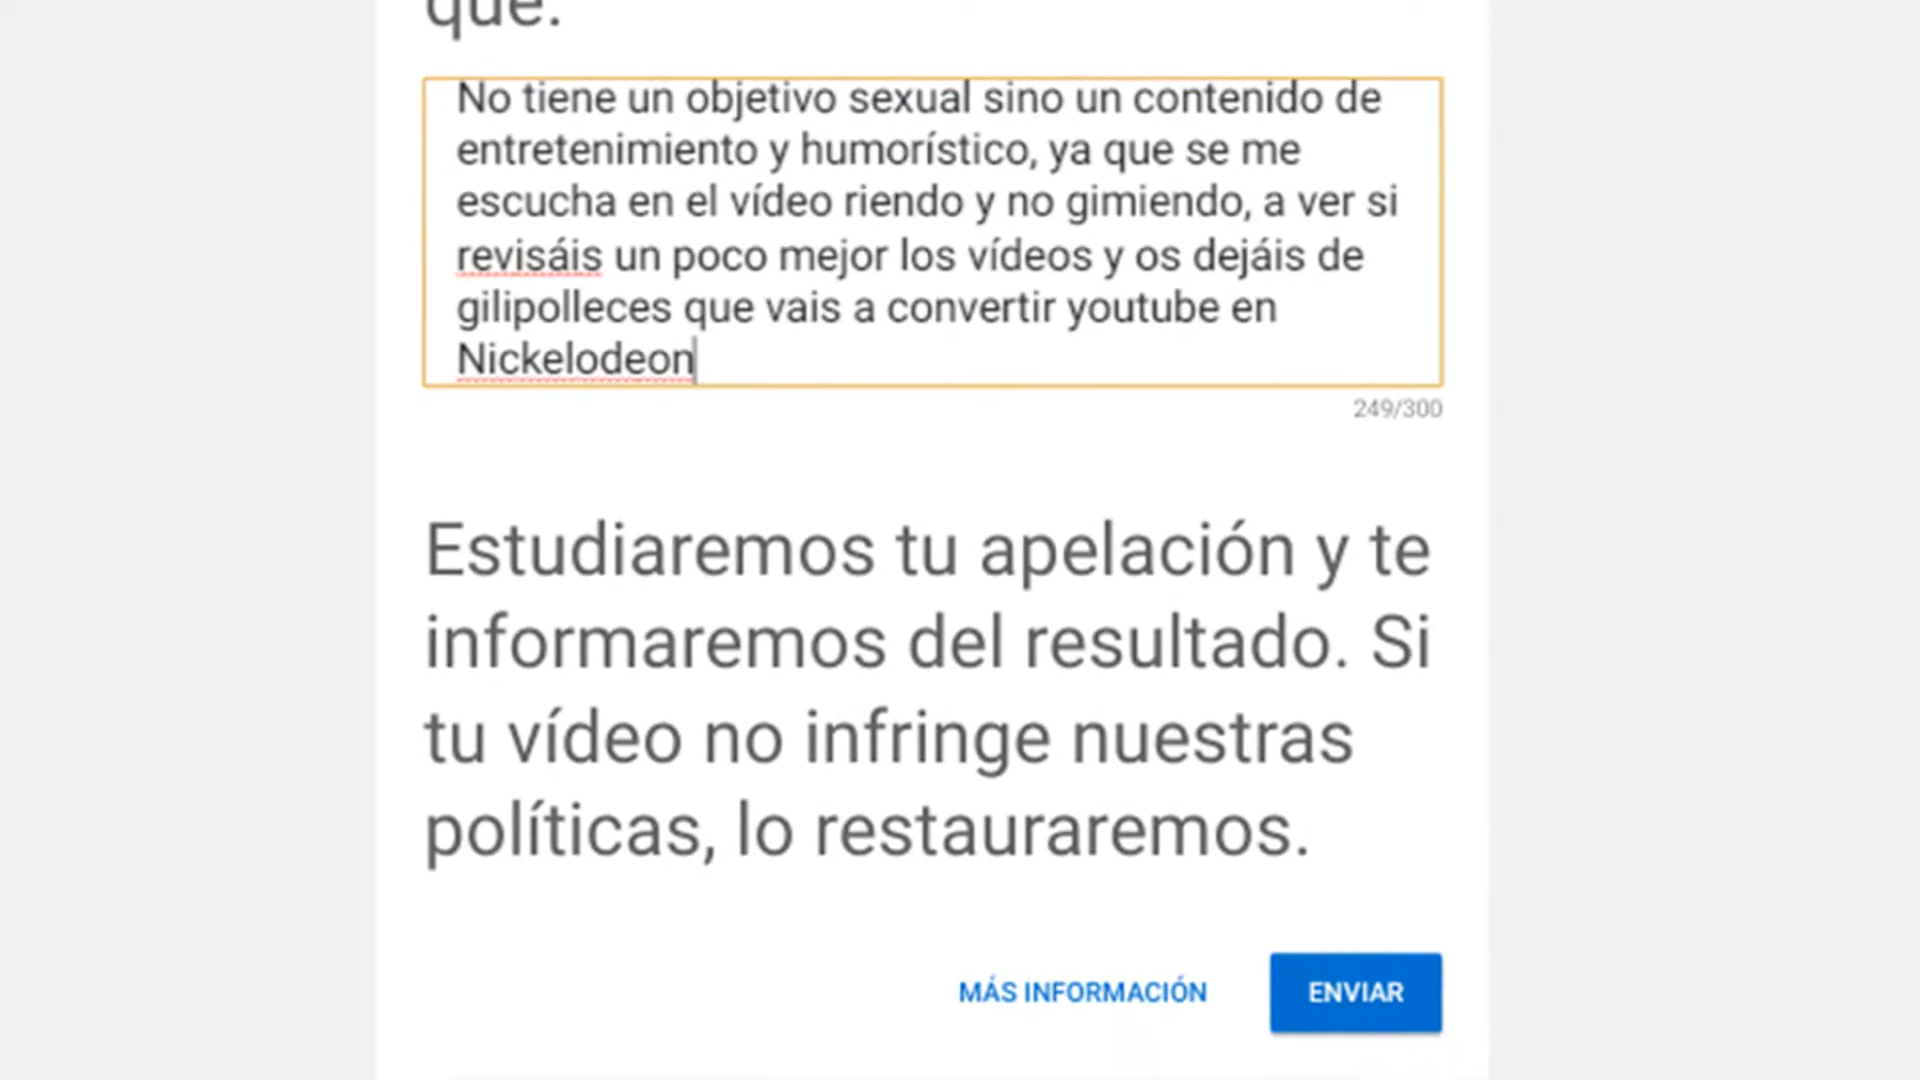 que.
No tiene un objetivo sexual sino un contenido de
entretenimiento y humorístico, ya que se me
escucha en el vídeo riendo y no gimiendo, a ver si
revisáis un poco mejor los vídeos y os dejáis de
gilipolleces que vais a convertir youtube en
Nickelodeon
249/300
Estudiaremos tu apelación y te
informaremos del resultado. Si
tu vídeo no infringe nuestras
políticas, lo restauraremos.
MÁS INFORMACIÓN
ENVIAR